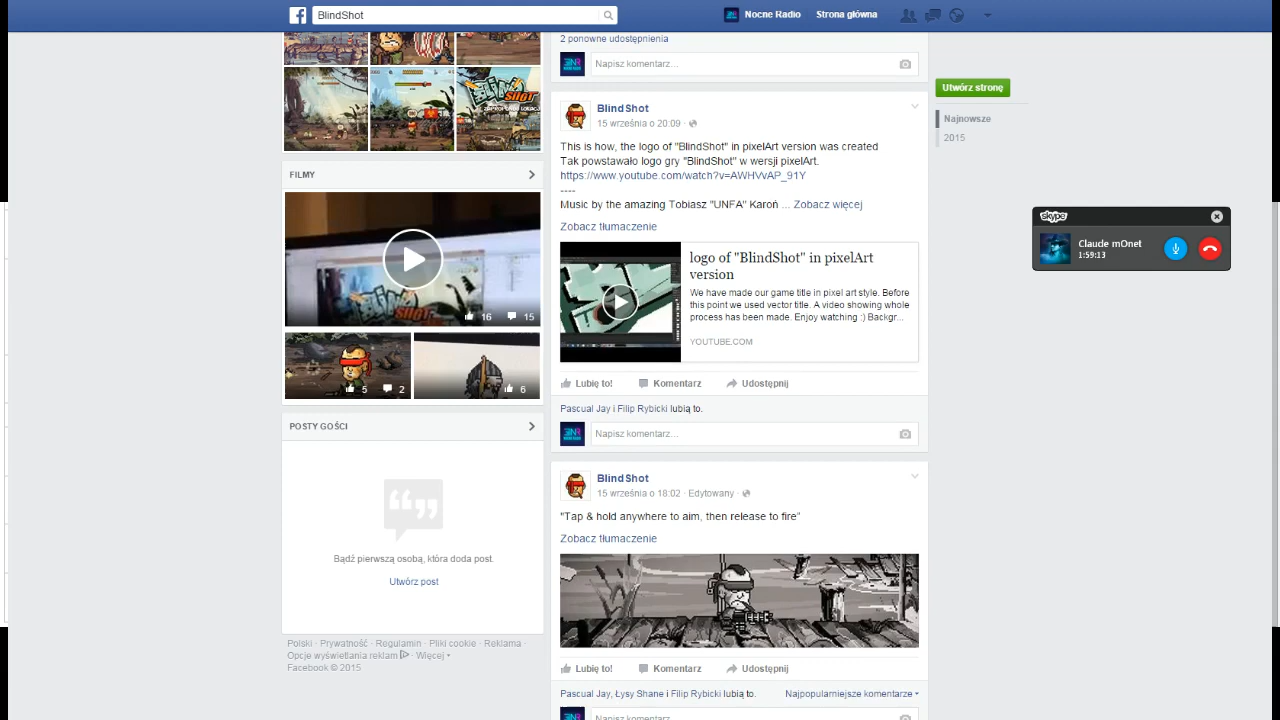 BlindShot
Nocne Radio
Strona główna
BLIND
SHOT
FILMY
16
15
5
2
6
POSTY GOŚCI
Bądź pierwszą osobą, która doda post.
Utwórz post
Polski · Prywatność · Regulamin · Pliki cookie · Reklama ·
Opcje wyświetlania reklam · Więcej
Facebook © 2015
2 ponowne udostępnienia
Napisz komentarz...
BlindShot
15 września o 20:09 ·
This is how, the logo of "BlindShot" in pixelArt version was created
Tak powstawało logo gry "BlindShot" w wersji pixelArt.
https://www.youtube.com/watch?v=AWHVvAP_91Y
----
Music by the amazing Tobiasz "UNFA" Karoń ... Zobacz więcej
Zobacz tłumaczenie
logo of "BlindShot" in pixelArt
version
We have made our game title in pixel art style. Before
this point we used vector title. A video showing whole
process has been made. Enjoy watching :) Backgr...
YOUTUBE.COM
Lubię to!
Komentarz
Udostępnij
Pascual Jay i Filip Rybicki lubią to.
Napisz komentarz...
BlindShot
15 września o 18:02 · Edytowany ·
"Tap & hold anywhere to aim, then release to fire"
Zobacz tłumaczenie
Lubię to!
Komentarz
Udostępnij
Pascual Jay, Łysy Shane i Filip Rybicki lubią to.
Najpopularniejsze komentarze
Napisz komentarz...
Utwórz stronę
Najnowsze
2015
skype
Claude mOnet
1:59:13